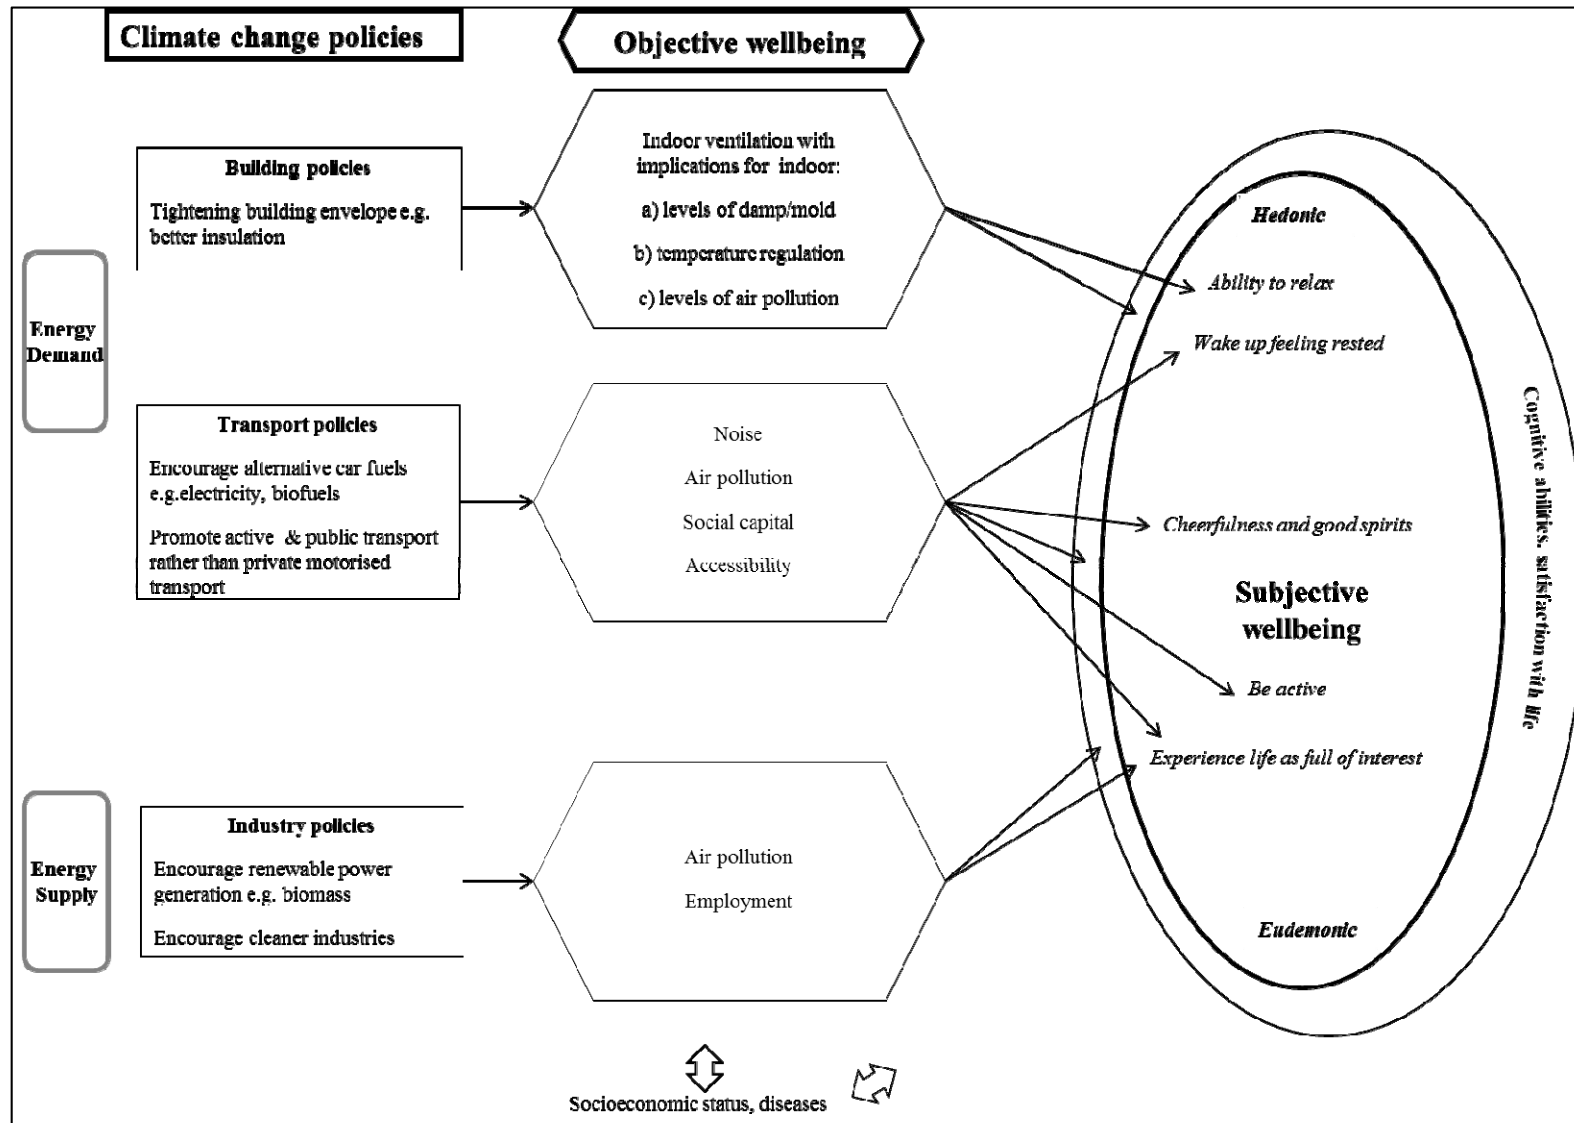 Climate change policies
Objective wellbeing
Energy
Demand
Building policies
Tightening building envelope e.g.
better insulation
Indoor ventilation with
implications for indoor:
a) levels of damp/mold
b) temperature regulation
c) levels of air pollution
Transport policies
Encourage alternative car fuels
e.g.electricity, biofuels
Promote active & public transport
rather than private motorised
transport
Noise
Air pollution
Social capital
Accessibility
Energy
Supply
Industry policies
Encourage renewable power
generation e.g. biomass
Encourage cleaner industries
Air pollution
Employment
Hedonic
Ability to relax
Wake up feeling rested
Cheerfulness and good spirits
Subjective
wellbeing
Be active
Experience life as full of interest
Eudemonic
Cognitive abilities, satisfaction with life
Socioeconomic status, diseases